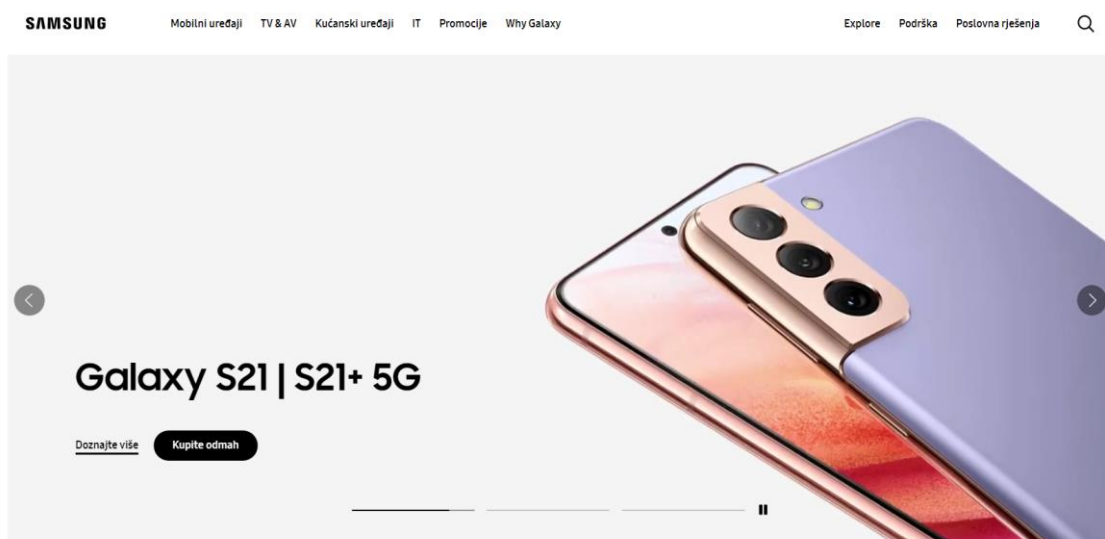 SAMSUNG Mobilni uređaji TV & AV Kućanski uređaji IT Promocije Why Galaxy Explore Podrška Poslovna rješenja
Galaxy S21 | S21+ 5G
Doznajte više Kupite odmah